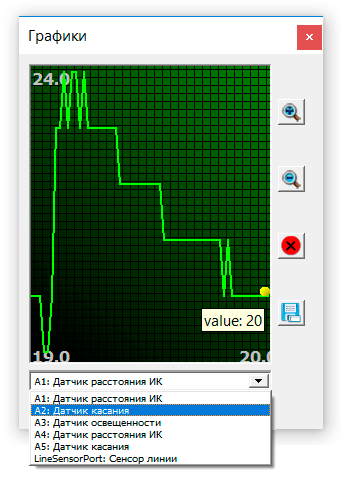 Графики
24.0
value: 20
19.0
20.0
A1: Датчик расстояния ИК
A1: Датчик расстояния ИК
A2: Датчик касания
A3: Датчик освещенности
A4: Датчик расстояния ИК
A5: Датчик касания
LineSensorPort: Сенсор линии